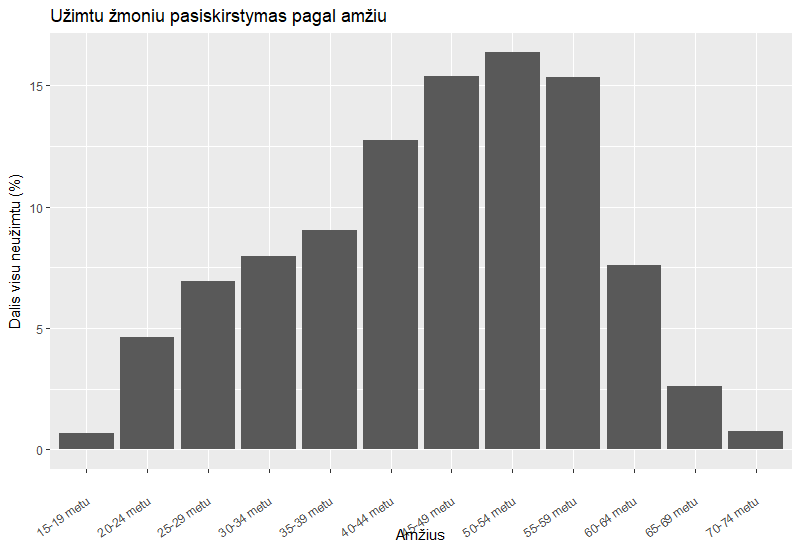 Užimtu žmoniu pasiskirstymas pagal amžiu
Dalis visu neužimtu (%)
15
10
5
0
15-19 metu
20-24 metu
25-29 metu
30-34 metu
35-39 metu
40-44 metu
45-49 metu
50-54 metu
55-59 metu
60-64 metu
65-69 metu
70-74 metu
Amžius